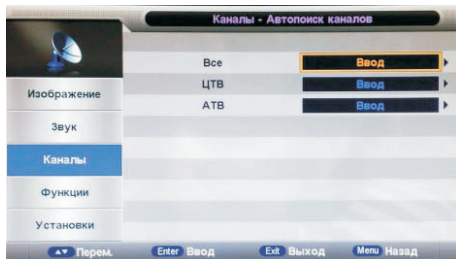 Каналы - Автопоиск каналов
Все Ввод
ЦТВ Ввод
АТВ Ввод
Изображение
Звук
Каналы
Функции
Установки
Перем. Enter Ввод Exit Выход Menu Назад